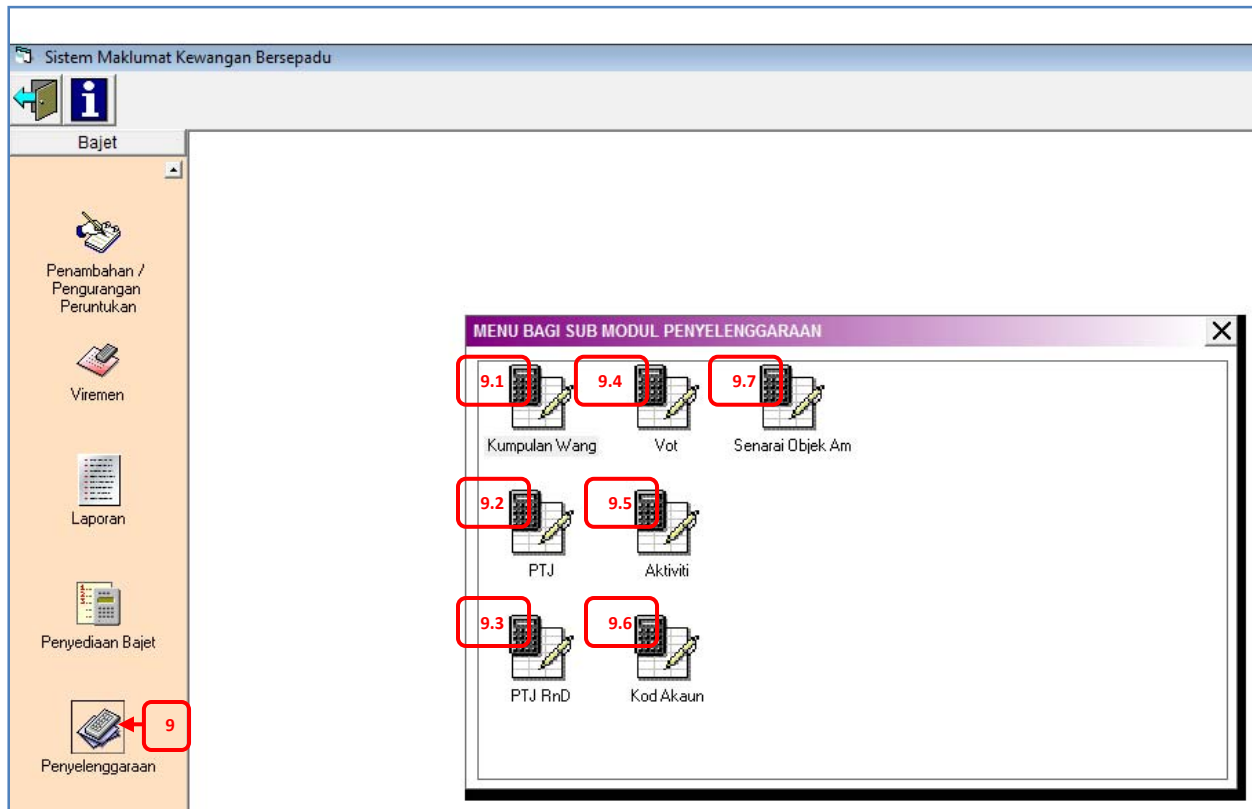 Sistem Maklumat Kewangan Bersepadu
i
Bajet
Penambahan /
Pengurangan
Peruntukan
Viremen
Laporan
Penyediaan Bajet
9
Penyelenggaraan
MENU BAGI SUB MODUL PENYELENGGARAAN
9.1 9.4 9.7
Kumpulan Wang Vot Senarai Objek Am
9.2 9.5
PTJ Aktiviti
9.3 9.6
PTJ RnD Kod Akaun